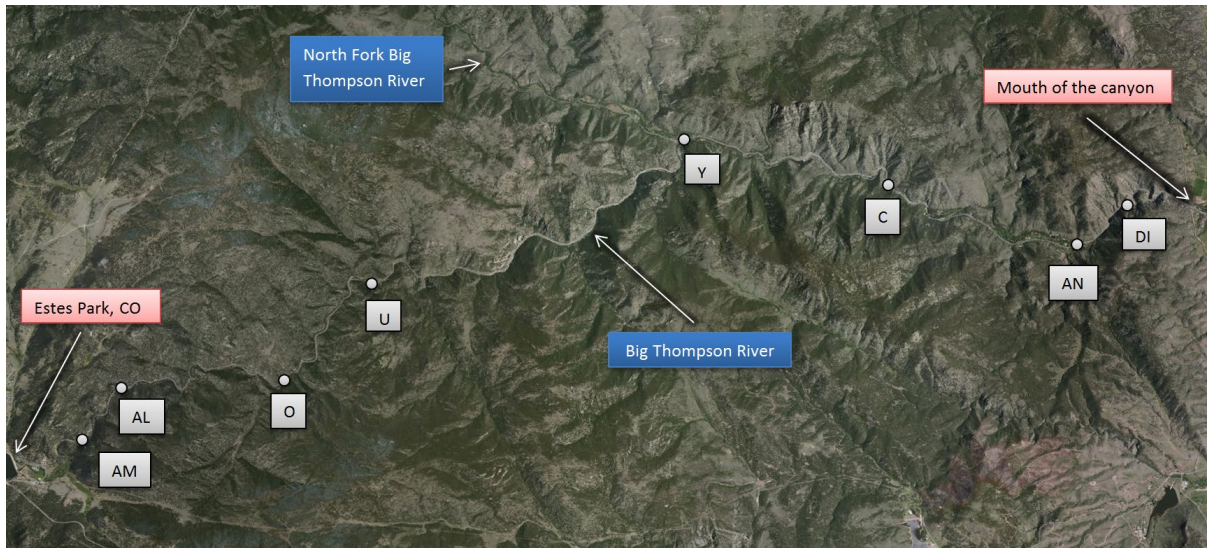 North Fork Big
Thompson River
Mouth of the canyon
Y
C
DI
AN
Estes Park, CO
U
Big Thompson River
AL
O
AM